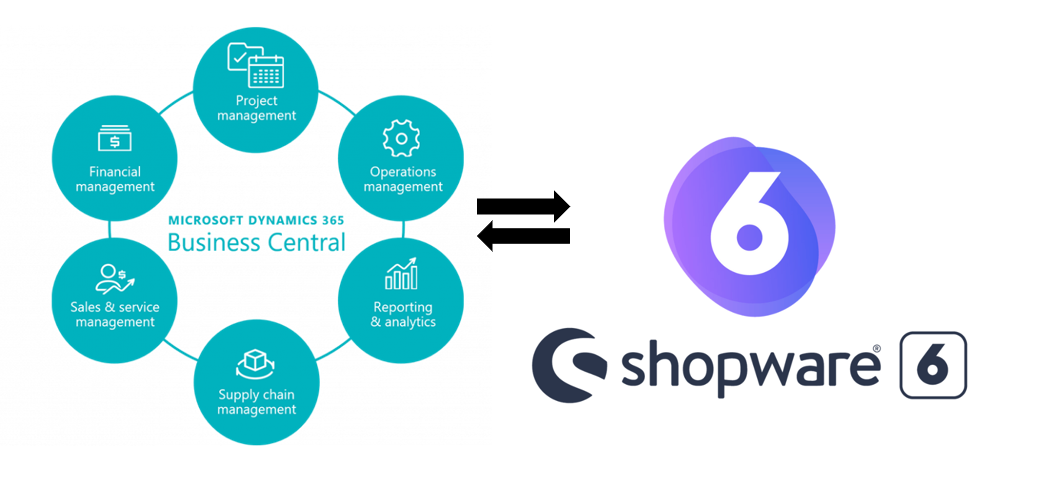 Project
management
Financial
management
Operations
management
MICROSOFT DYNAMICS 365
Business Central
Sales & service
management
Reporting
& analytics
Supply chain
management
6
shopware® 6